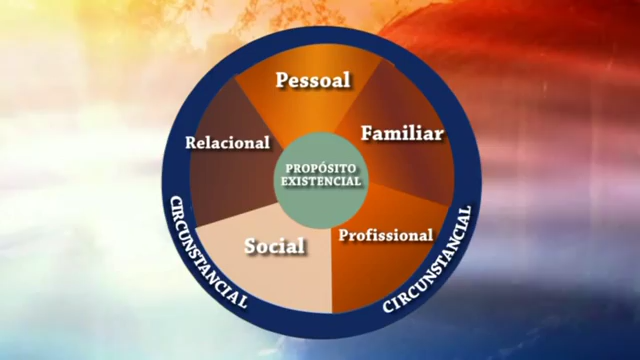 Pessoal
Relacional
Familiar
PROPÓSITO
EXISTENCIAL
Social
Profissional
CIRCUNSTANCIAL
CIRCUNSTANCIAL